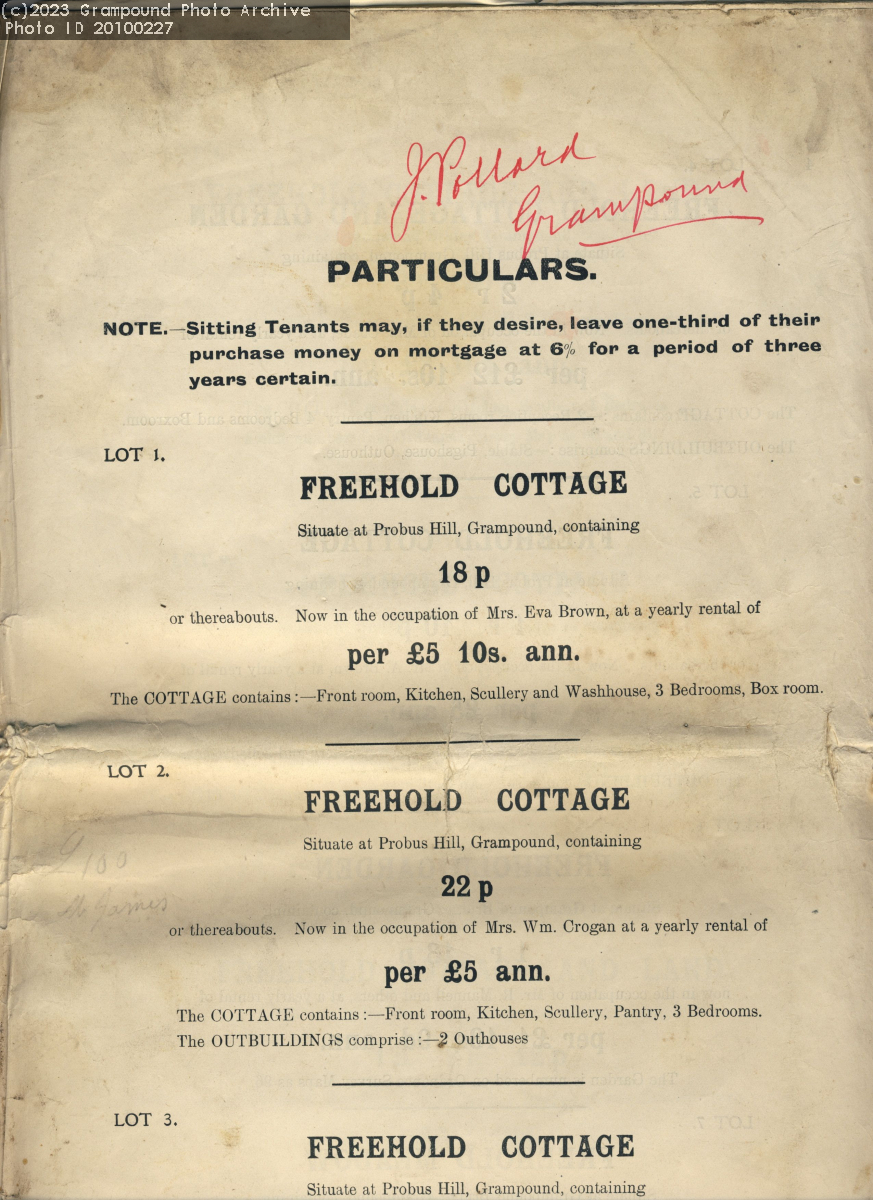 (c)2023 Grampound Photo Archive
Photo ID 20100227
J. Pollard
Grampound
PARTICULARS.
NOTE.—Sitting Tenants may, if they desire, leave one-third of their
purchase money on mortgage at 6% for a period of three
years certain.
LOT 1.
FREEHOLD COTTAGE
Situate at Probus Hill, Grampound, containing
18 p
or thereabouts. Now in the occupation of Mrs. Eva Brown, at a yearly rental of
per £5 10s. ann.
The COTTAGE contains :—Front room, Kitchen, Scullery and Washhouse, 3 Bedrooms, Box room.
LOT 2.
FREEHOLD COTTAGE
Situate at Probus Hill, Grampound, containing
22 p
£100
or thereabouts. Now in the occupation of Mrs. Wm. Crogan at a yearly rental of
per £5 ann.
The COTTAGE contains :—Front room, Kitchen, Scullery, Pantry, 3 Bedrooms.
The OUTBUILDINGS comprise :—2 Outhouses
LOT 3.
FREEHOLD COTTAGE
Situate at Probus Hill, Grampound, containing